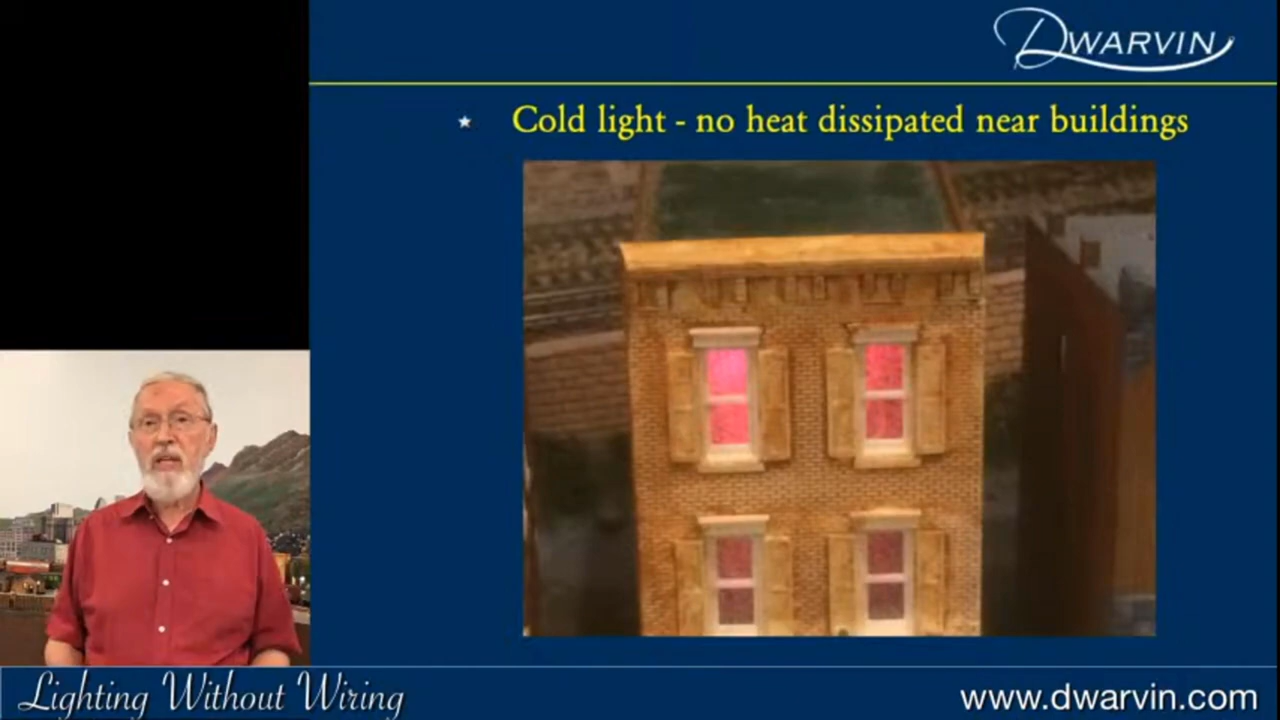 DWARVIN
Cold light - no heat dissipated near buildings
Lighting Without Wiring
www.dwarvin.com